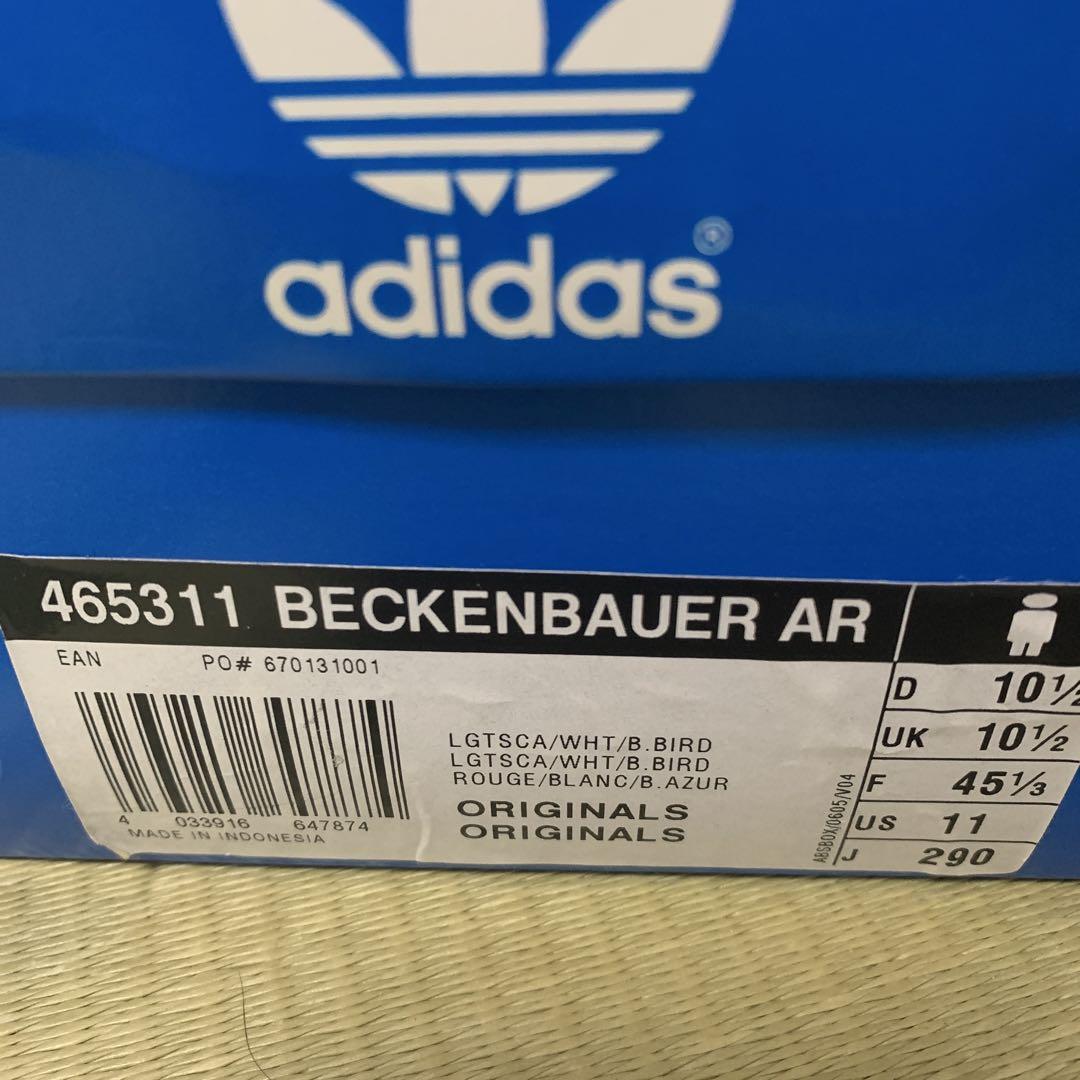 adidas
465311 BECKENBAUER AR
EAN PO# 670131001
LGTSCA/WHT/B.BIRD
LGTSCA/WHT/B.BIRD
ROUGE/BLANC/B.AZUR
ORIGINALS
ORIGINALS
4 033916 647874
MADE IN INDONESIA
ABSBOX/0605/V04
D 10½
UK 10½
F 45⅓
US 11
J 290